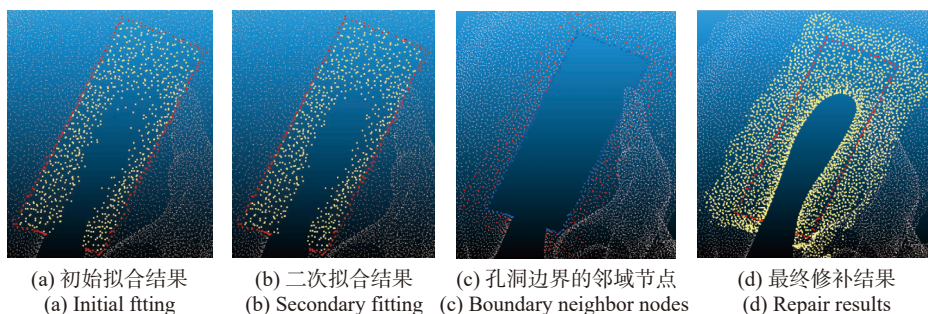 (a) 初始拟合结果 (b) 二次拟合结果 (c) 孔洞边界的邻域节点 (d) 最终修补结果
(a) Initial ftting (b) Secondary fitting (c) Boundary neighbor nodes (d) Repair results